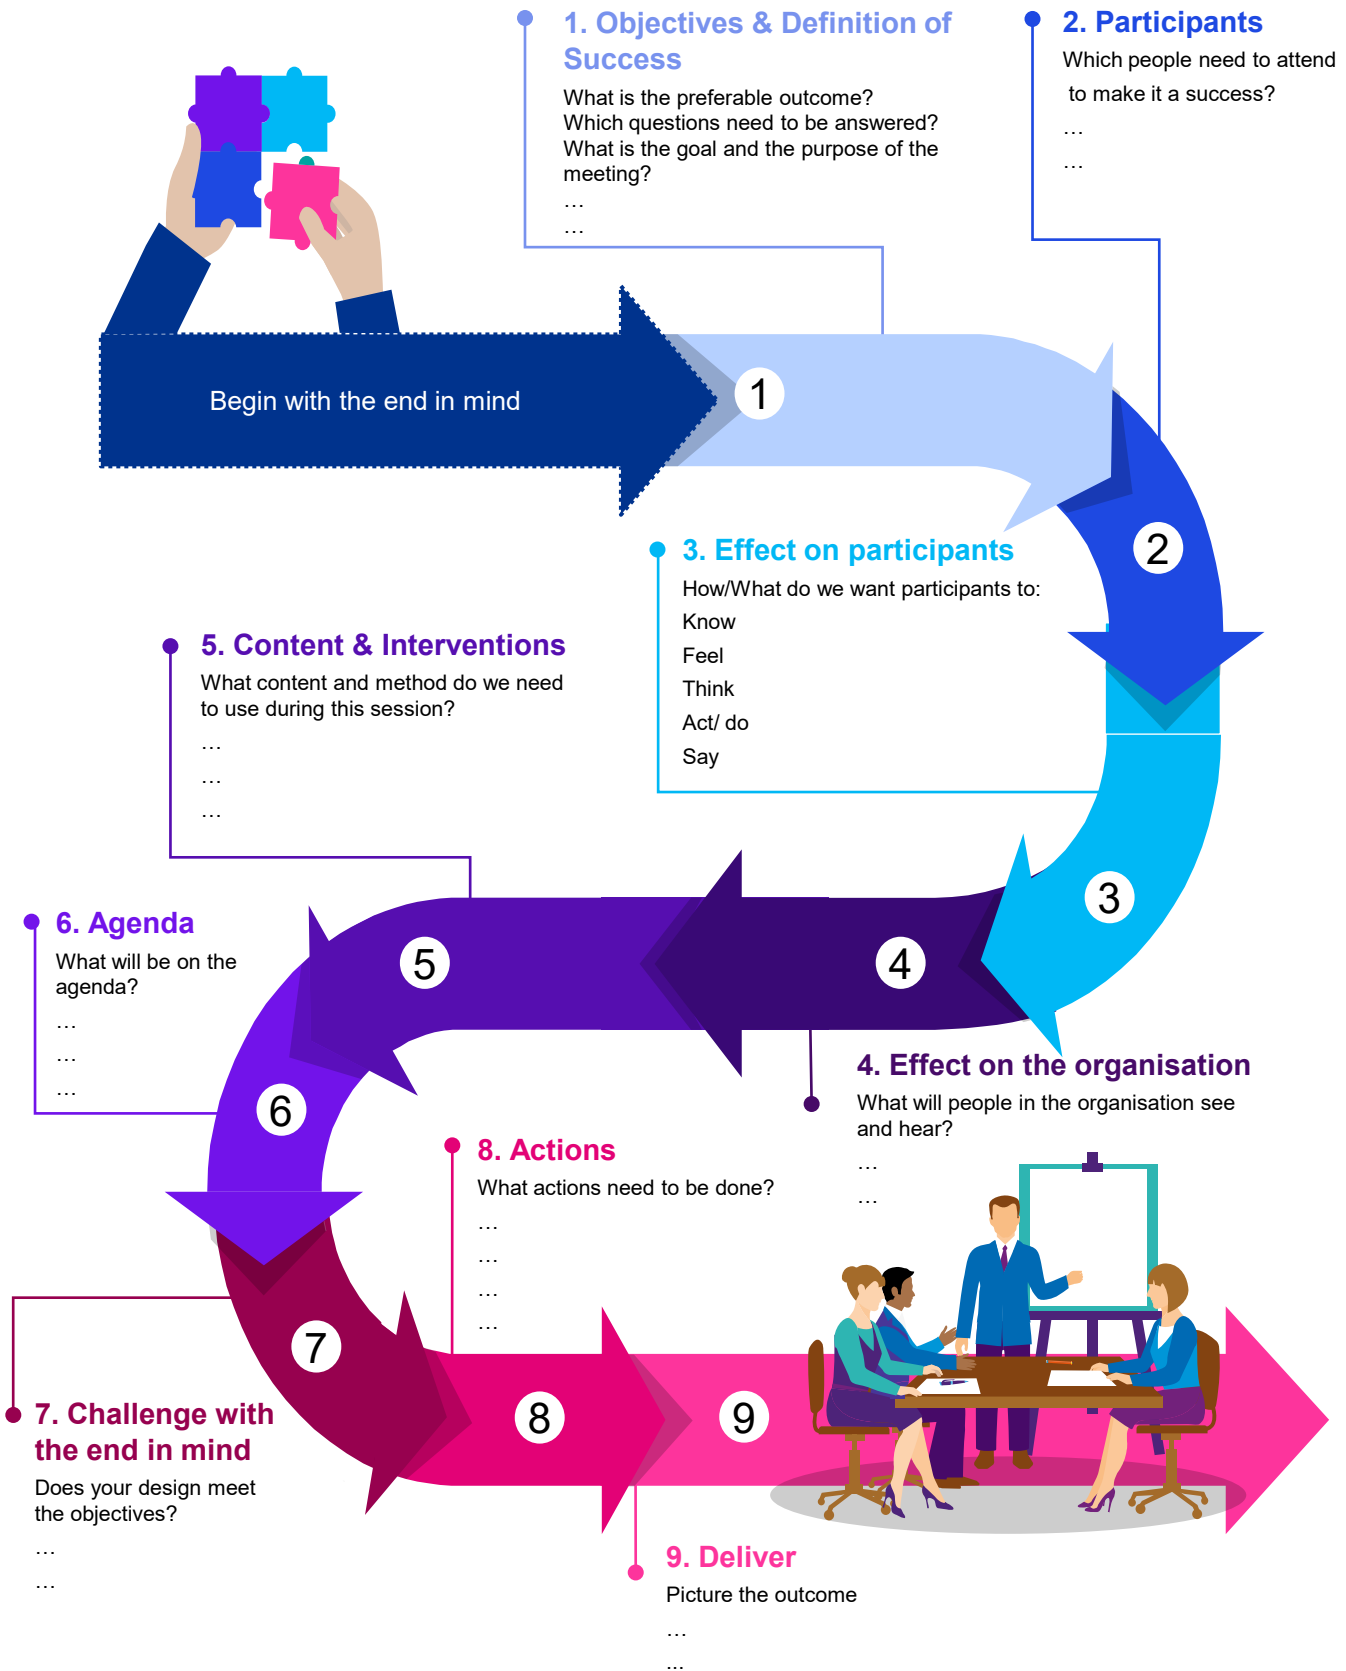 1. Objectives & Definition of
Success
What is the preferable outcome?
Which questions need to be answered?
What is the goal and the purpose of the
meeting?
…
…
2. Participants
Which people need to attend
to make it a success?
…
…
Begin with the end in mind
1
2
3. Effect on participants
How/What do we want participants to:
Know
Feel
Think
Act/ do
Say
3
5. Content & Interventions
What content and method do we need
to use during this session?
…
…
…
4
5
4. Effect on the organisation
What will people in the organisation see
and hear?
…
…
6. Agenda
What will be on the
agenda?
…
…
…
6
8. Actions
What actions need to be done?
…
…
…
…
7
8
9
7. Challenge with
the end in mind
Does your design meet
the objectives?
…
…
9. Deliver
Picture the outcome
…
...